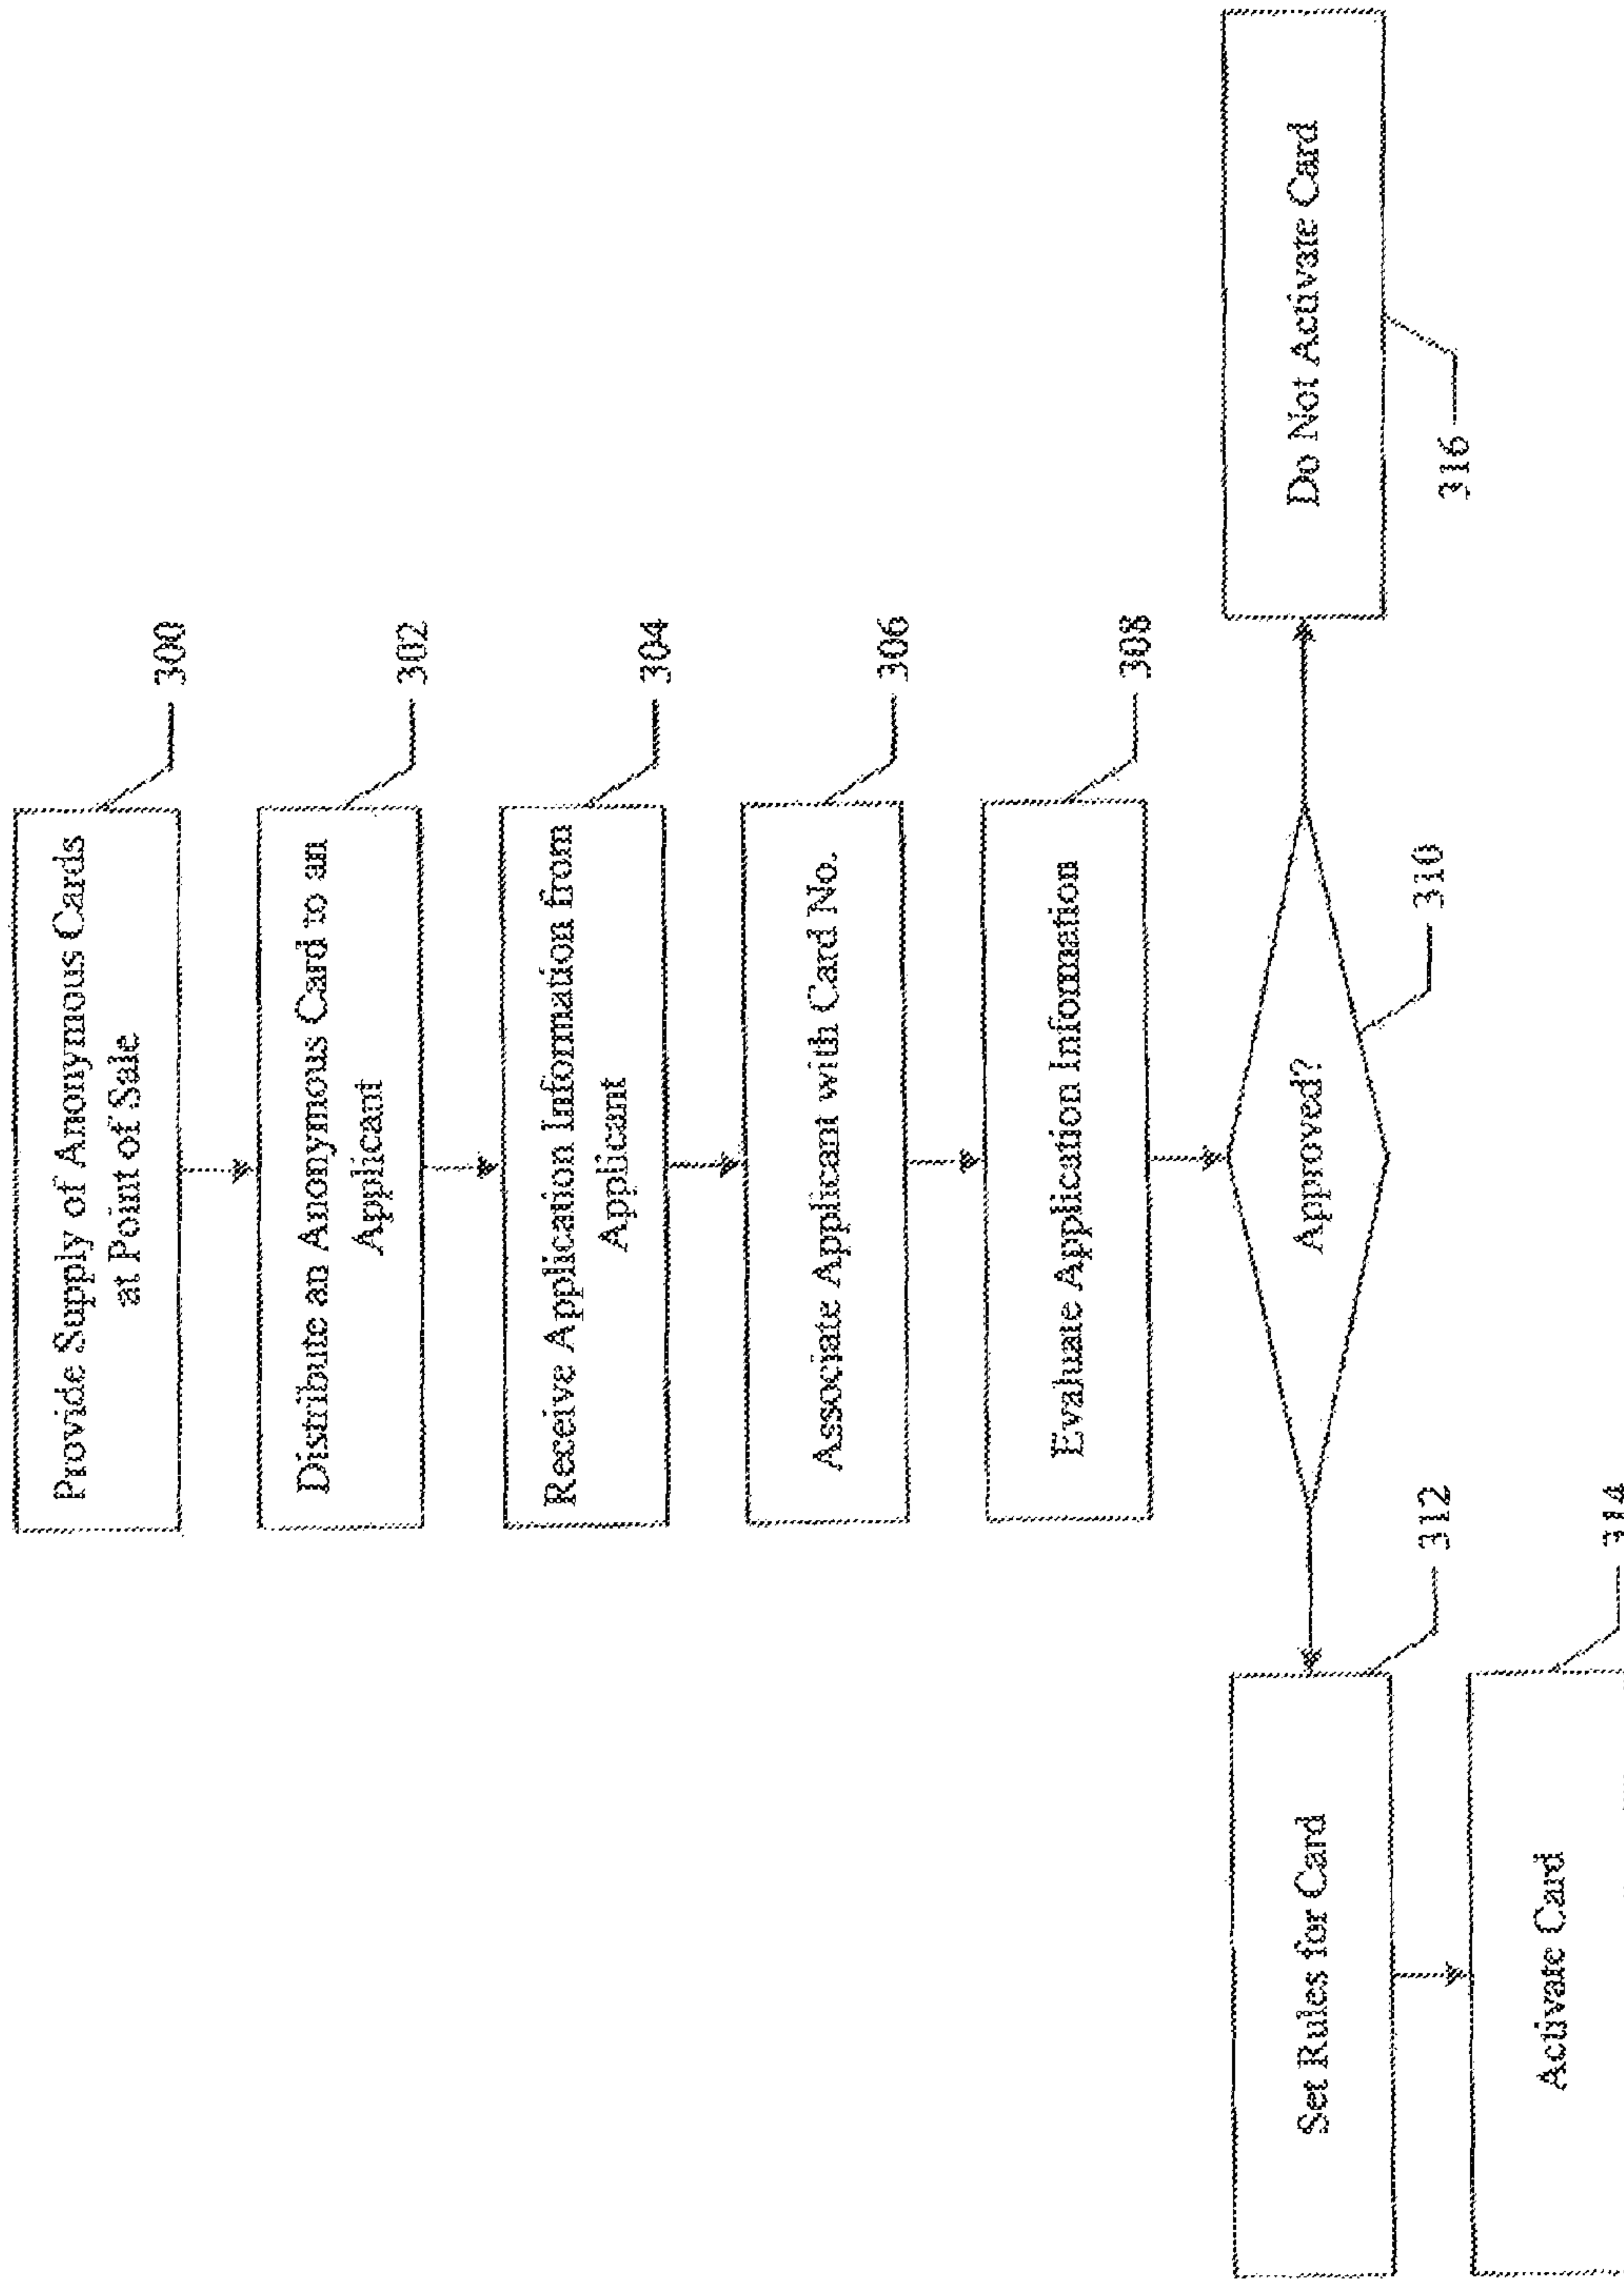 Provide Supply of Anonymous Cards
at Point of Sale
300
Distribute an Anonymous Card to an
Applicant
302
Receive Application Information from
Applicant
304
Associate Applicant with Card No.
306
Evaluate Application Information
308
Approved?
310
Set Rules for Card
312
Do Not Activate Card
316
Activate Card
314